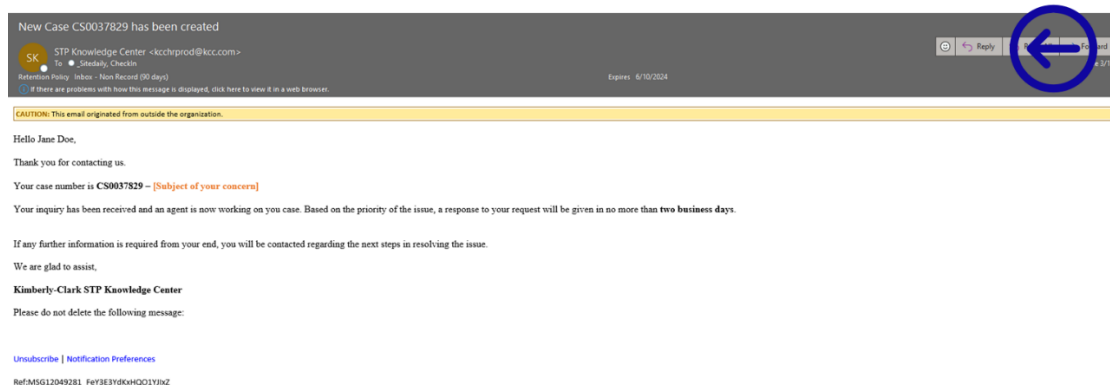 New Case CS0037829 has been created
SK
STP Knowledge Center <kcchrprod@kcc.com>
To _Sitedaily, Checkin
Reply
Forward
Retention Policy Inbox - Non Record (90 days)
Expires 6/10/2024
If there are problems with how this message is displayed, click here to view it in a web browser.
CAUTION: This email originated from outside the organization.
Hello Jane Doe,
Thank you for contacting us.
Your case number is CS0037829 – [Subject of your concern]
Your inquiry has been received and an agent is now working on you case. Based on the priority of the issue, a response to your request will be given in no more than two business days.
If any further information is required from your end, you will be contacted regarding the next steps in resolving the issue.
We are glad to assist,
Kimberly-Clark STP Knowledge Center
Please do not delete the following message:
Unsubscribe | Notification Preferences